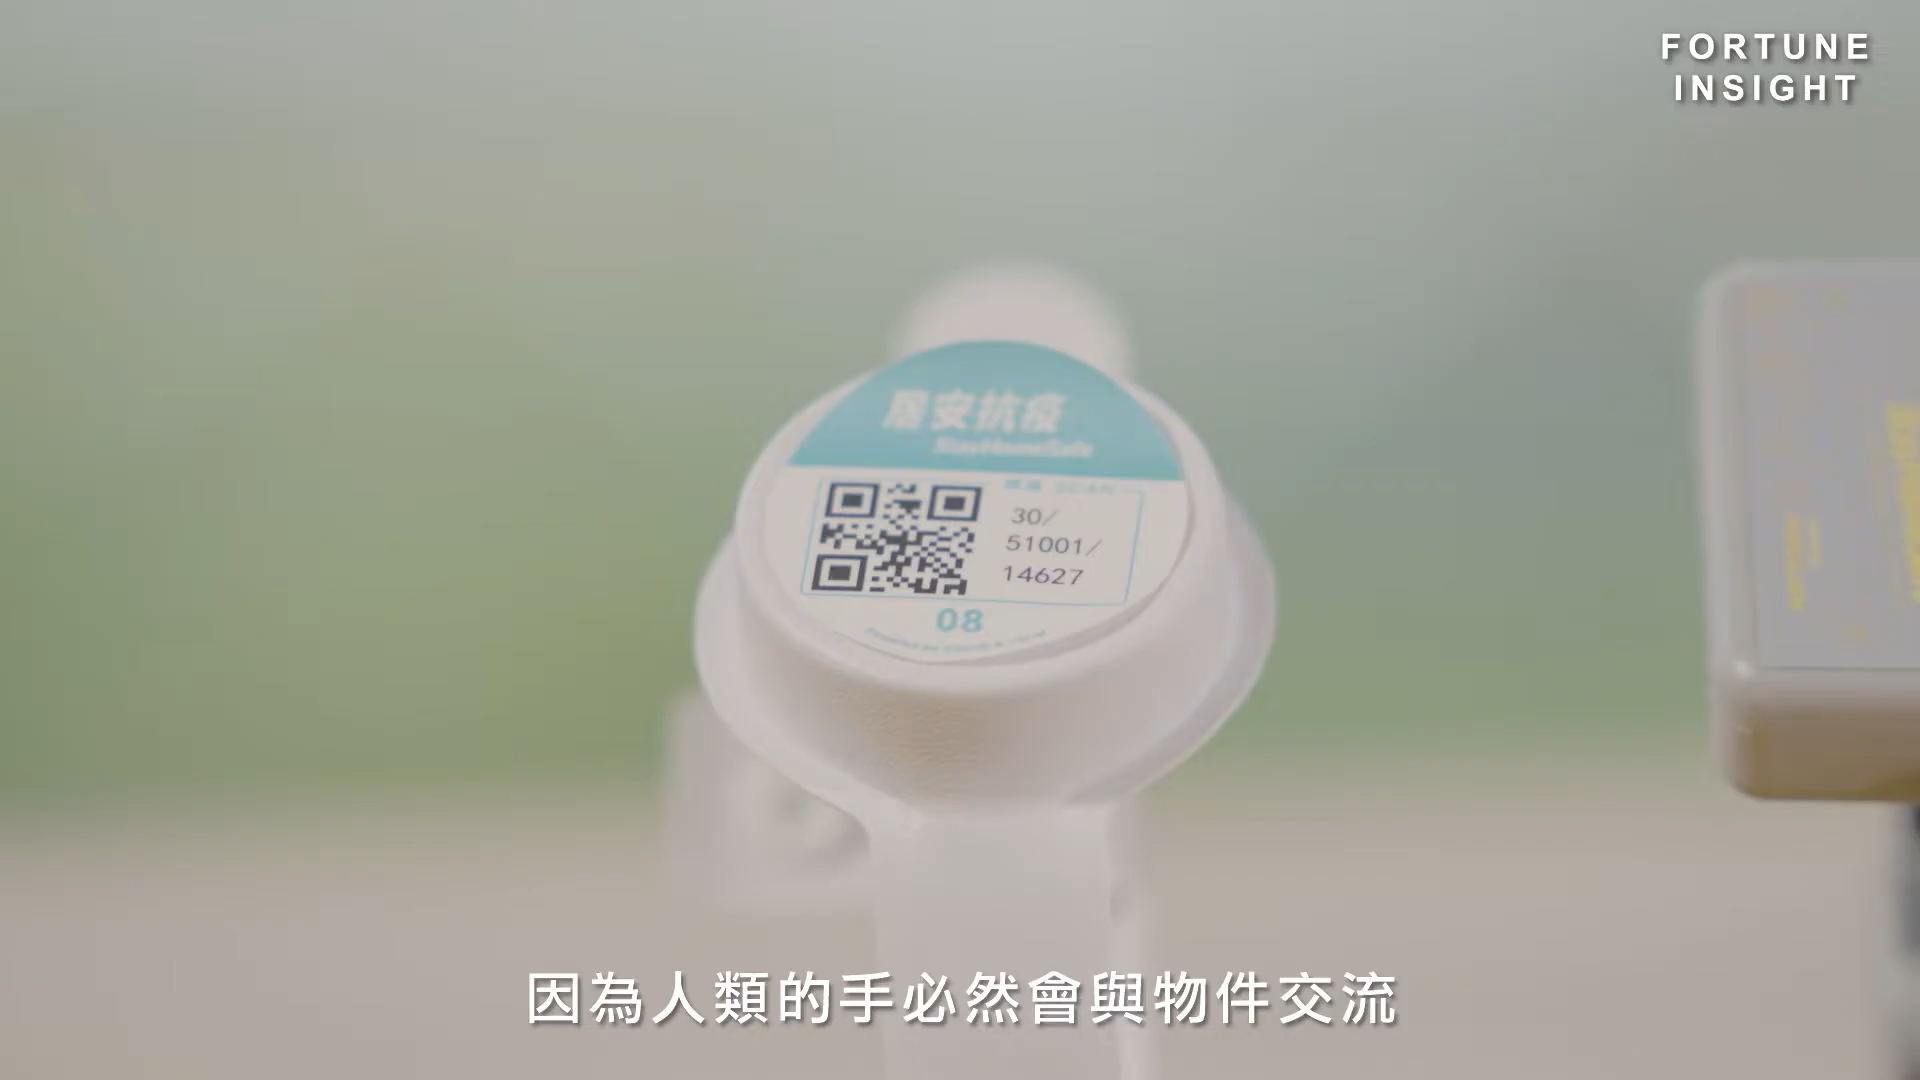 FORTUNE
INSIGHT
居安抗疫
StayHomeSafe
30/
51001/
14627
08
因為人類的手必然會與物件交流